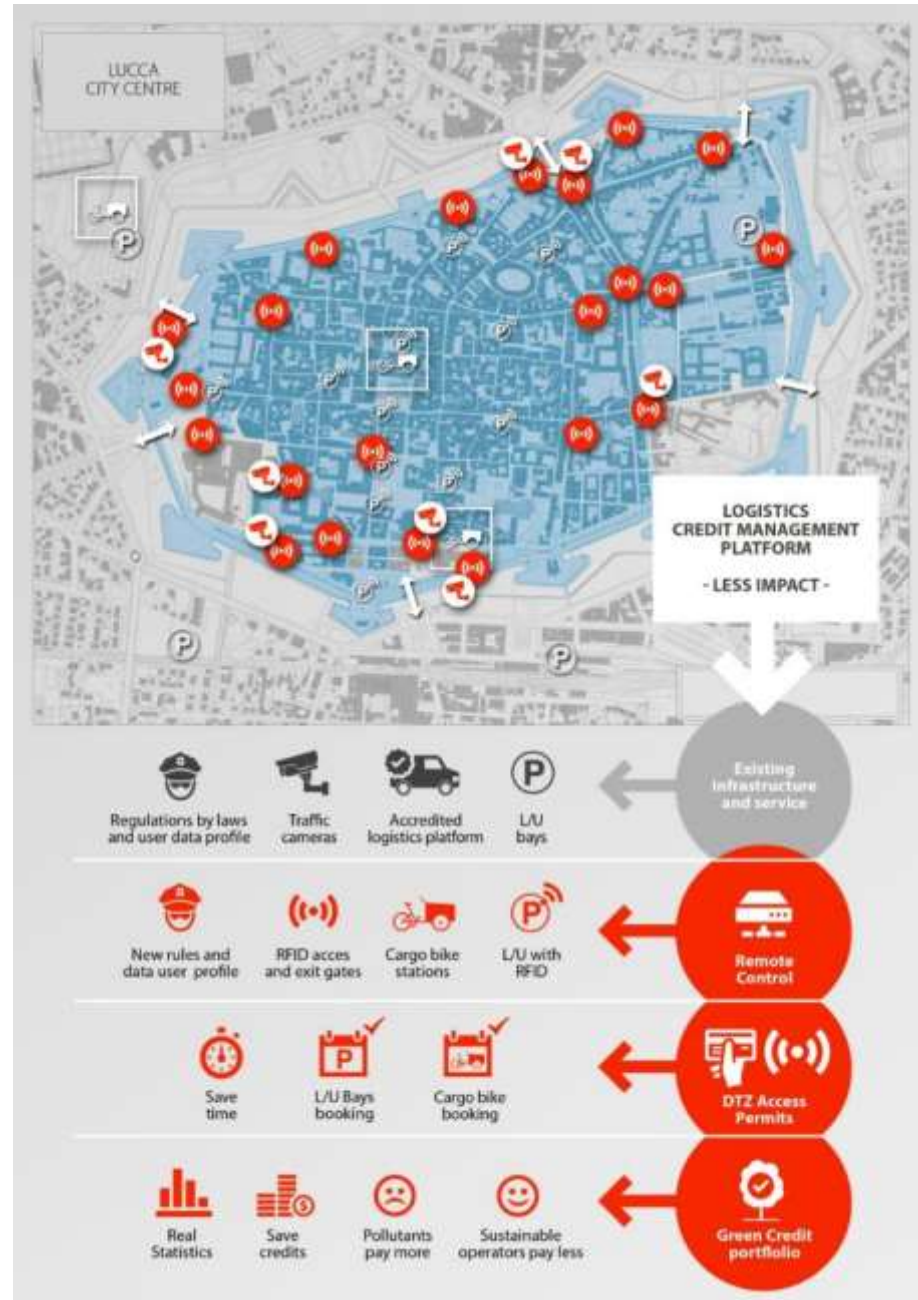 LUCCA
CITY CENTRE
P
P
P
P
LOGISTICS
CREDIT MANAGEMENT
PLATFORM
- LESS IMPACT -
Existing
infrastructure
and service
P
Regulations by laws
and user data profile
Traffic
cameras
Accredited
logistics platform
L/U
bays
P
Remote
Control
New rules and
data user profile
RFID acces
and exit gates
Cargo bike
stations
L/U with
RFID
P
DTZ Access
Permits
Save
time
L/U Bays
booking
Cargo bike
booking
$
Green Credit
portflolio
Real
Statistics
Save
credits
Pollutants
pay more
Sustainable
operators pay less